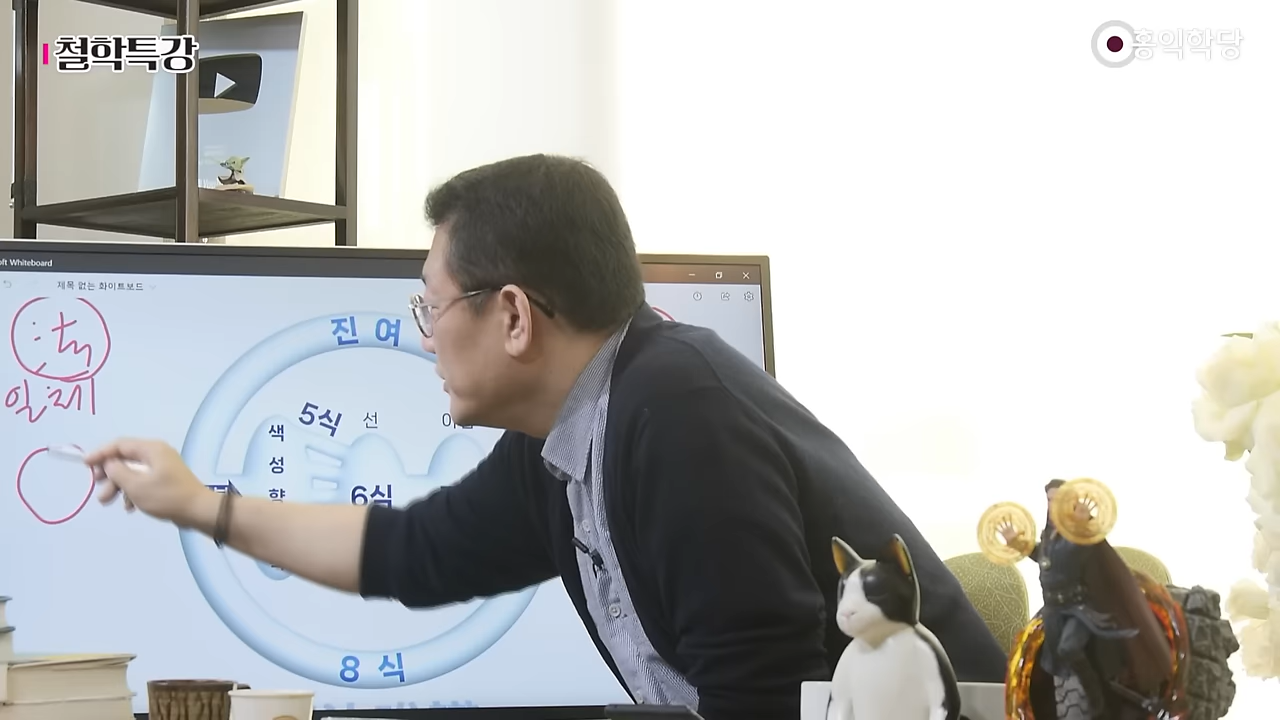 철학특강
홍익학당
oft Whiteboard
제목 없는 화이트보드
진여
일체
5식
선
색
성
향
6식
8식